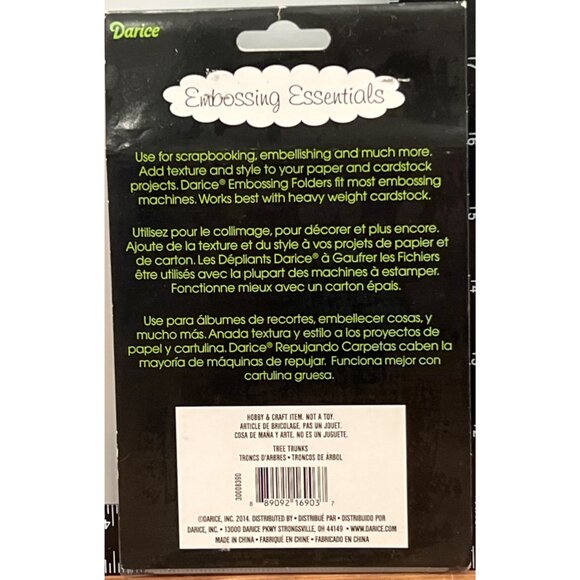 Darice
Embossing Essentials
Use for scrapbooking, embellishing and much more.
Add texture and style to your paper and cardstock
projects. Darice® Embossing Folders fit most embossing
machines. Works best with heavy weight cardstock.
Utilisez pour le collimage, pour décorer et plus encore.
Ajoute de la texture et du style à vos projets de papier et
de carton. Les Dépliants Darice® à Gaufrer les Fichiers
être utilisés avec la plupart des machines à estamper.
Fonctionne mieux avec un carton épais.
Use para álbumes de recortes, embellecer cosas, y
mucho más. Anada textura y estilo a los proyectos de
papel y cartulina. Darice® Repujando Carpetas caben la
mayoría de máquinas de repujar. Funciona mejor con
cartulina gruesa.
HOBBY & CRAFT ITEM. NOT A TOY.
ARTICLE DE BRICOLAGE. PAS UN JOUET.
COSA DE MAÑA Y ARTE. NO ES UN JUGUETE.
TREE TRUNKS
TRONCS D'ARBRES • TRONCOS DE ÁRBOL
30008390
8 89092 16903 7
©DARICE, INC. 2014. DISTRIBUTED BY • DISTRIBUÉ PAR • DISTRIBUIDO POR
DARICE, INC. • 13000 DARICE PKWY STRONGSVILLE, OH 44149 • WWW.DARICE.COM
MADE IN CHINA • FABRIQUÉ EN CHINE • FABRICADO EN CHINA